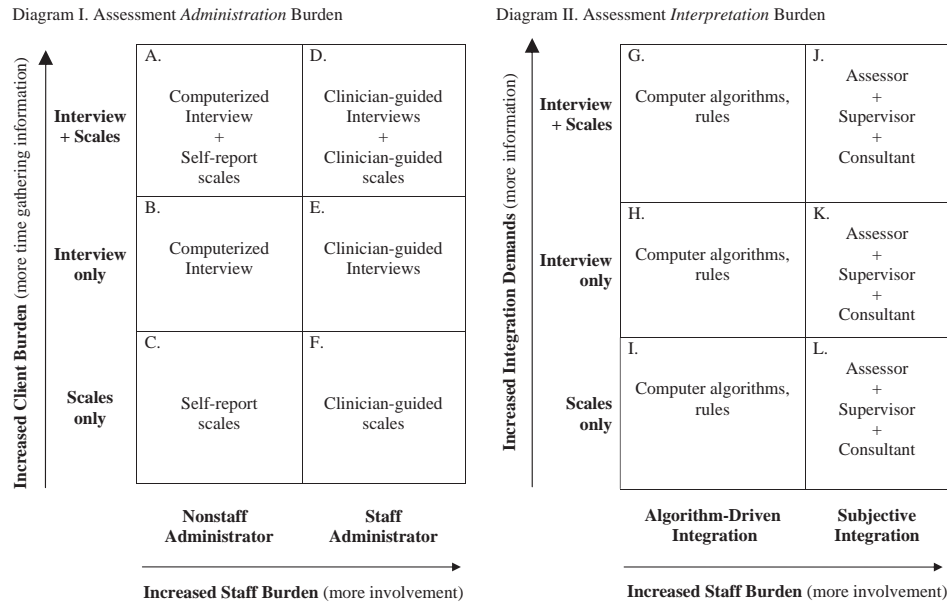 Diagram I. Assessment Administration Burden
Increased Client Burden (more time gathering information)
Interview
+ Scales
Interview
only
Scales
only
A.
Computerized
Interview
+
Self-report
scales
D.
Clinician-guided
Interviews
+
Clinician-guided
scales
B.
Computerized
Interview
E.
Clinician-guided
Interviews
C.
Self-report
scales
F.
Clinician-guided
scales
Nonstaff
Administrator
Staff
Administrator
Increased Staff Burden (more involvement)
Diagram II. Assessment Interpretation Burden
Increased Integration Demands (more information)
Interview
+ Scales
Interview
only
Scales
only
G.
Computer algorithms,
rules
J.
Assessor
+
Supervisor
+
Consultant
H.
Computer algorithms,
rules
K.
Assessor
+
Supervisor
+
Consultant
I.
Computer algorithms,
rules
L.
Assessor
+
Supervisor
+
Consultant
Algorithm-Driven
Integration
Subjective
Integration
Increased Staff Burden (more involvement)